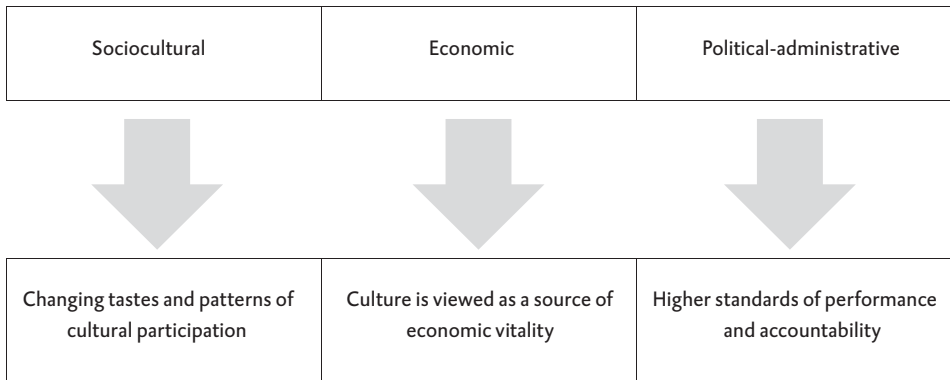 Sociocultural
Economic
Political-administrative
Changing tastes and patterns of
cultural participation
Culture is viewed as a source of
economic vitality
Higher standards of performance
and accountability